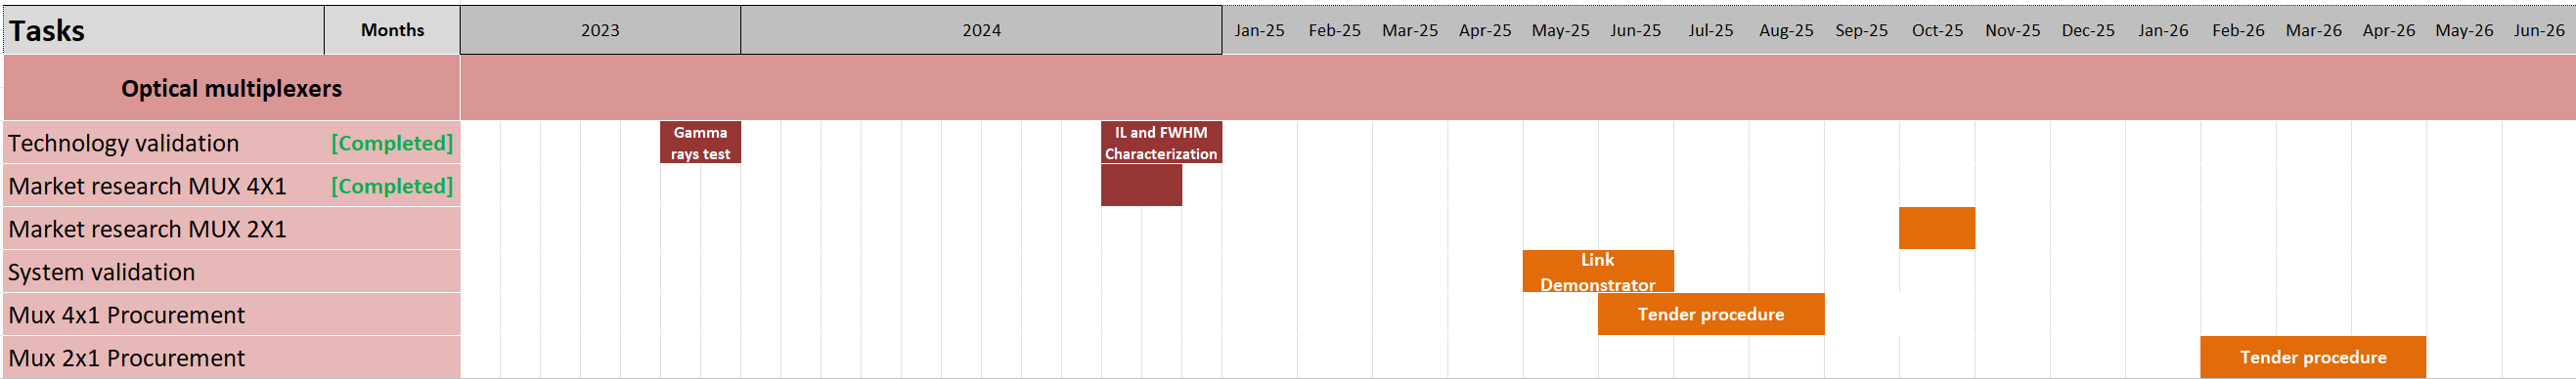 Tasks Months 2023 2024 Jan-25 Feb-25 Mar-25 Apr-25 May-25 Jun-25 Jul-25 Aug-25 Sep-25 Oct-25 Nov-25 Dec-25 Jan-26 Feb-26 Mar-26 Apr-26 May-26 Jun-26
Optical multiplexers
Technology validation [Completed]
Gamma
rays test
IL and FWHM
Characterization
Market research MUX 4X1 [Completed]
Market research MUX 2X1
System validation
Link
Demonstrator
Mux 4x1 Procurement Tender procedure
Mux 2x1 Procurement Tender procedure